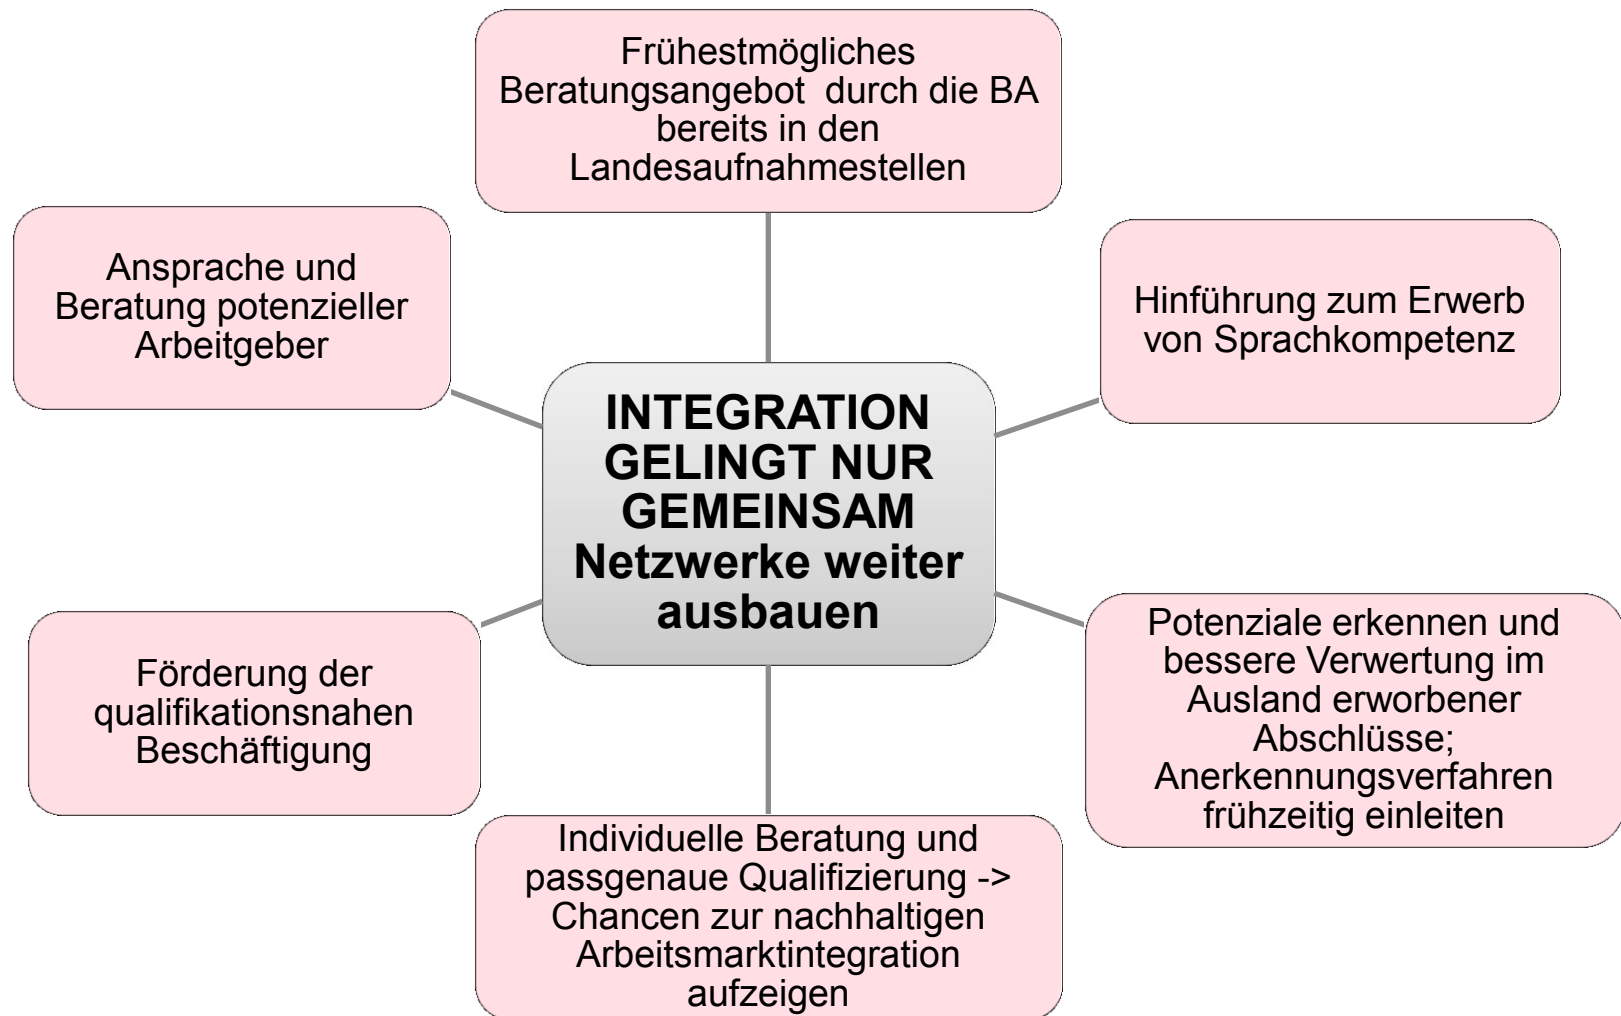 Frühestmögliches
Beratungsangebot durch die BA
bereits in den
Landesaufnahmestellen
Ansprache und
Beratung potenzieller
Arbeitgeber
Hinführung zum Erwerb
von Sprachkompetenz
INTEGRATION
GELINGT NUR
GEMEINSAM
Netzwerke weiter
ausbauen
Förderung der
qualifikationsnahen
Beschäftigung
Potenziale erkennen und
bessere Verwertung im
Ausland erworbener
Abschlüsse;
Anerkennungsverfahren
frühzeitig einleiten
Individuelle Beratung und
passgenaue Qualifizierung ->
Chancen zur nachhaltigen
Arbeitsmarktintegration
aufzeigen